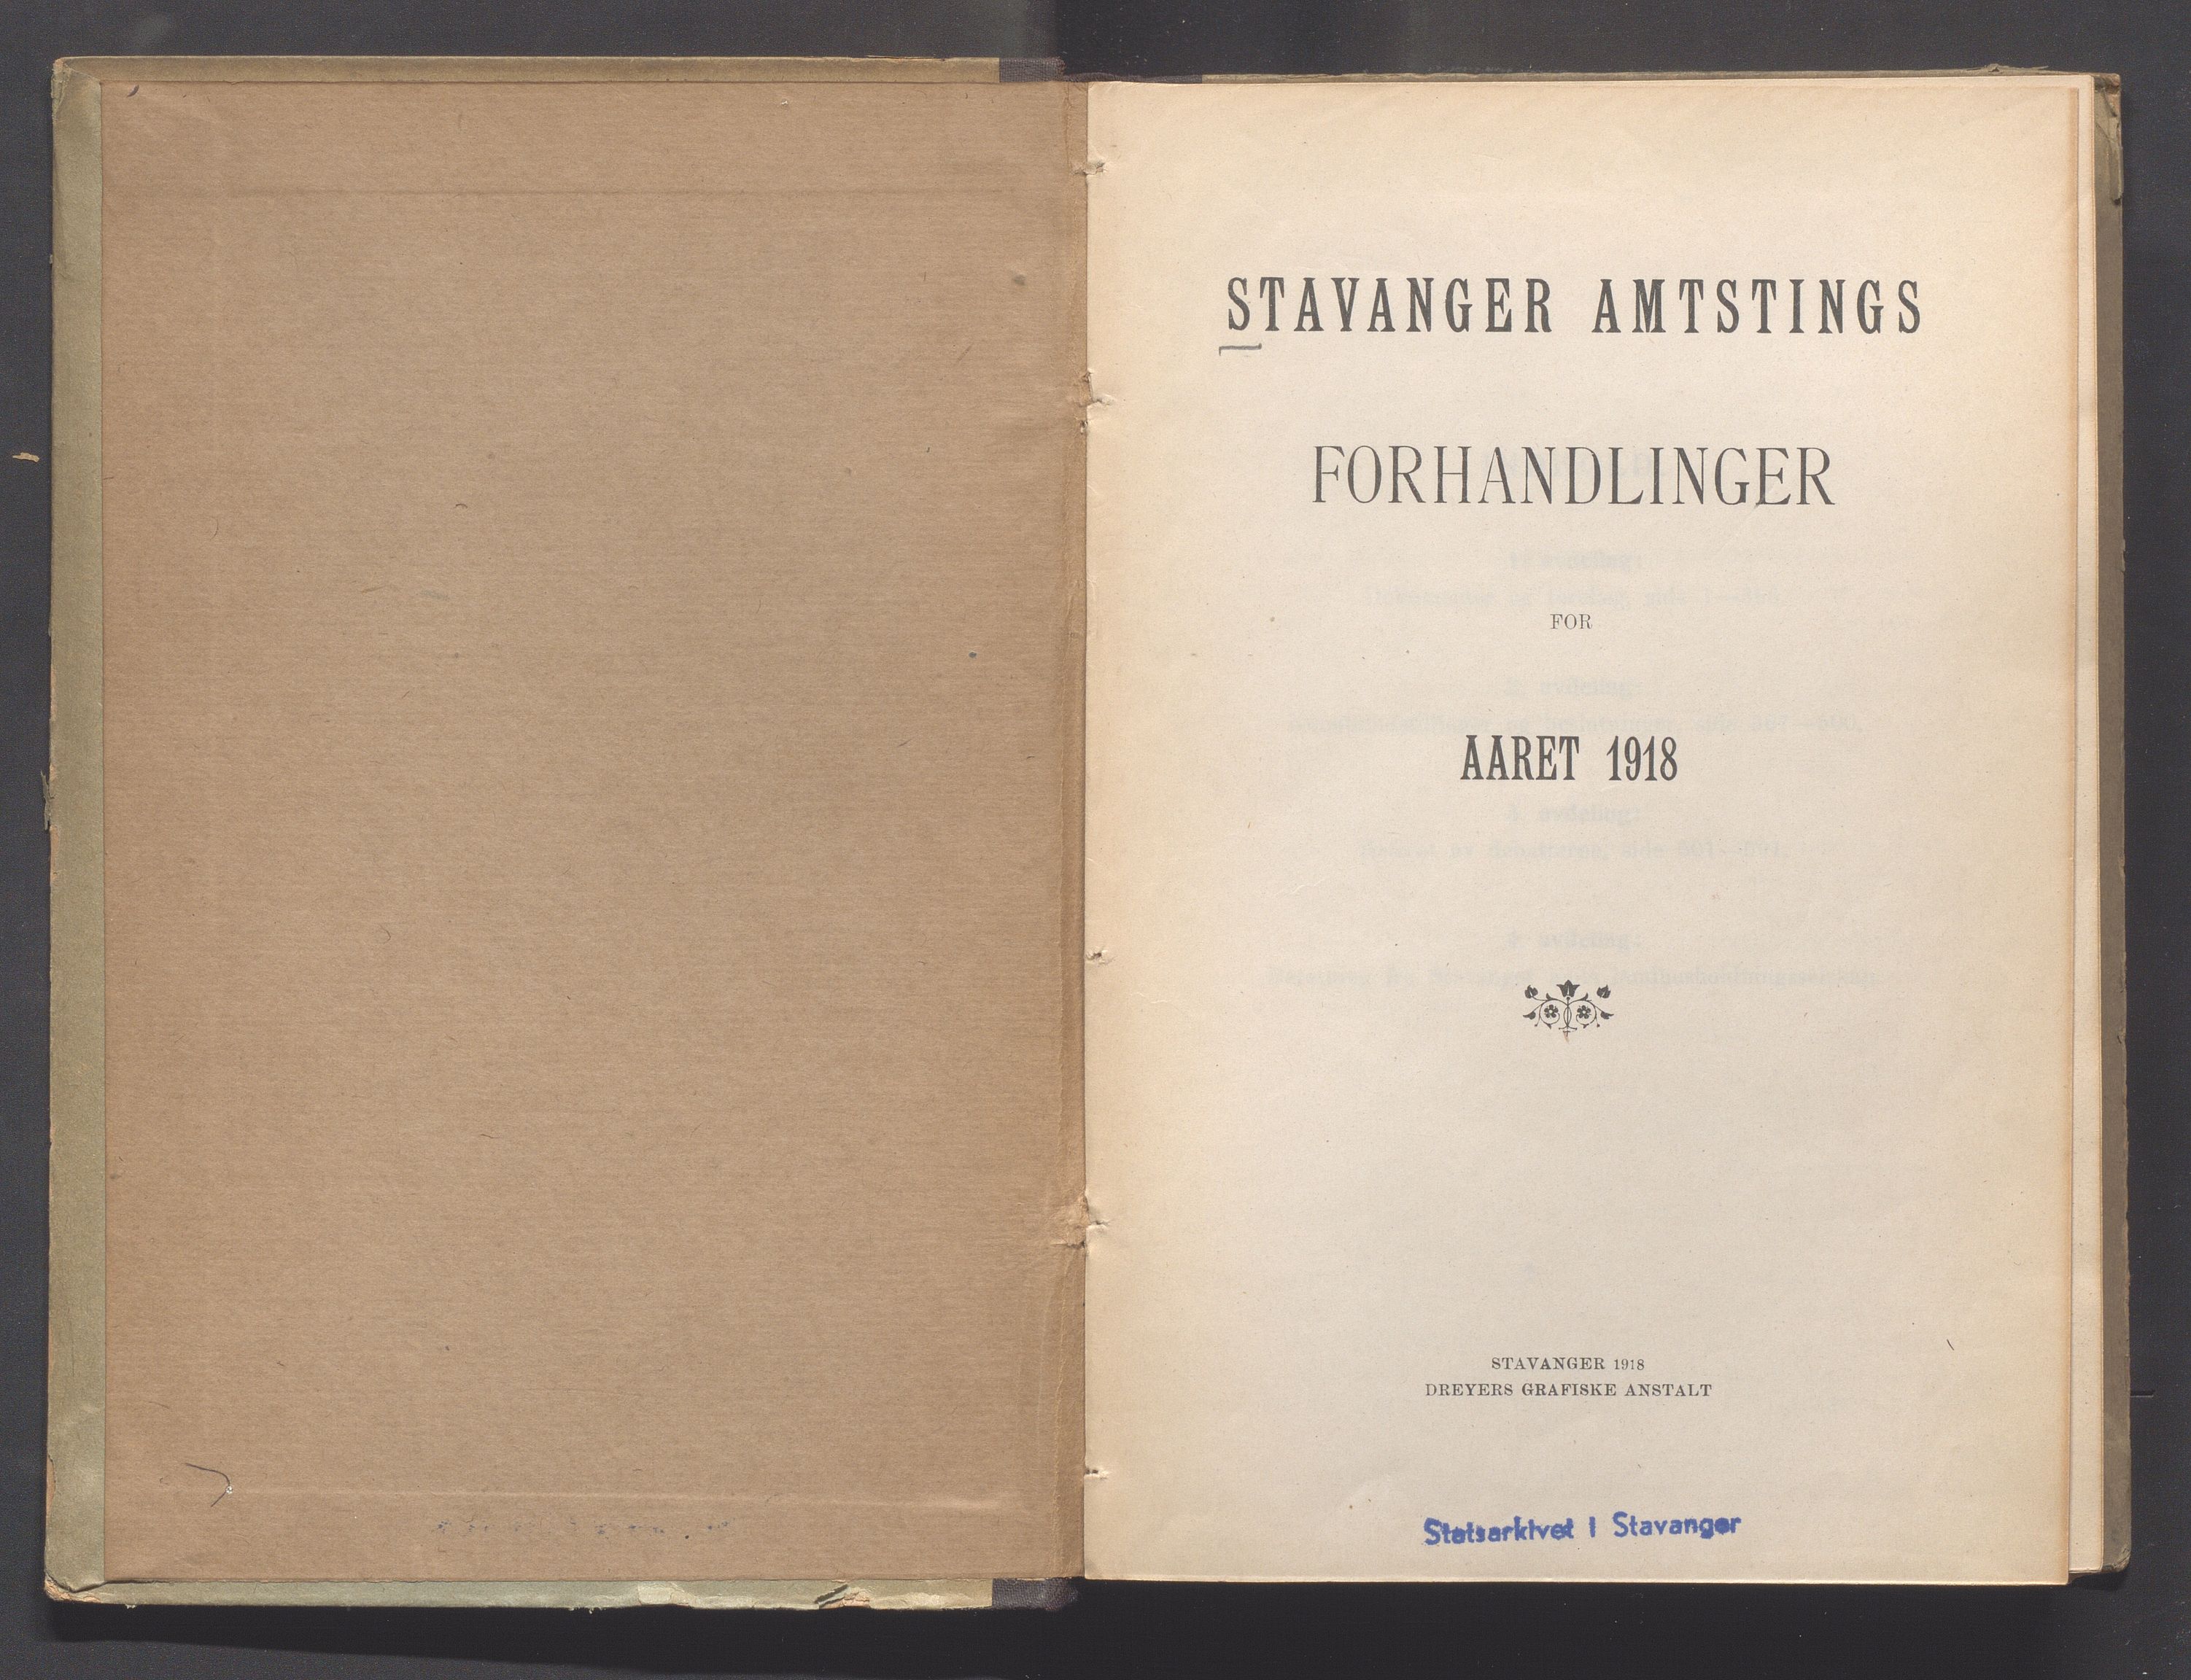 STAVANGER AMTSTINGS
FORHANDLINGER
FOR
AARET 1918
STAVANGER 1918
DREYERS GRAFISKE ANSTALT
Statsarkivet i Stavanger